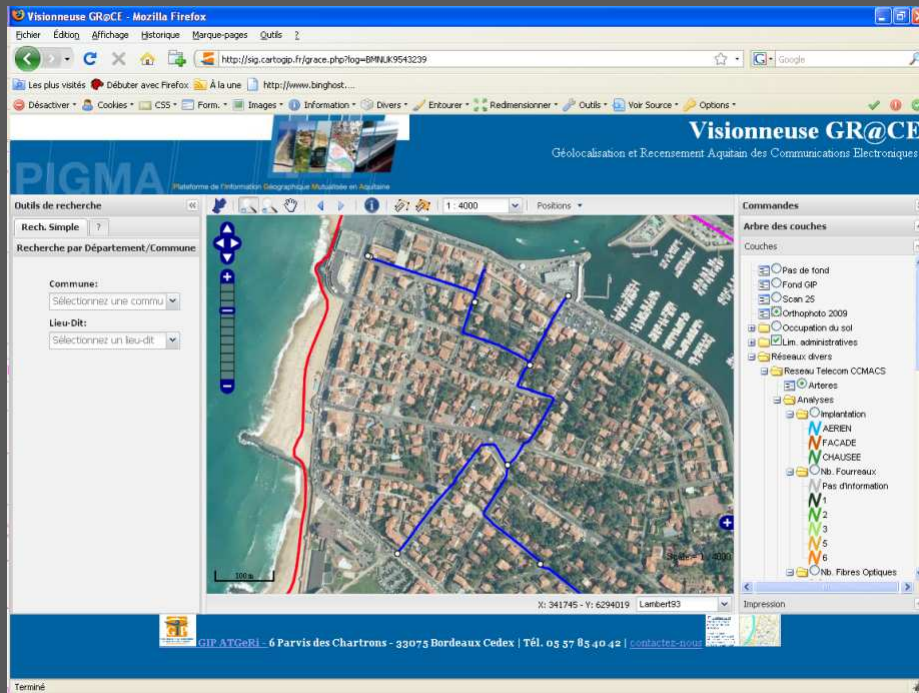 Visionneuse GR@CE - Mozilla Firefox
Fichier Édition Affichage Historique Marque-pages Outils ?
http://sig.cartogip.fr/grace.php?log=BMNUK9543239
Google
Les plus visités Débuter avec Firefox À la une http://www.binghost....
Désactiver Cookies CSS Form. Images Information Divers Entourer Redimensionner Outils Voir Source Options
Visionneuse GR@CE
Géolocalisation et Recensement Aquitain des Communications Electroniques
PIGMA
Plateforme de l'Information Géographique Mutualisée en Aquitaine
Outils de recherche
1 : 4000
Positions
Commandes
Rech. Simple ?
Arbre des couches
Recherche par Département/Commune
Couches
Commune:
Sélectionnez une commu
Lieu-Dit:
Sélectionnez un lieu-dit
Pas de fond
Fond GIP
Scan 25
Orthophoto 2009
Occupation du sol
Lim. administratives
Réseaux divers
Reseau Telecom CCMACS
Arteres
Analyses
Implantation
AERIEN
FACADE
CHAUSEE
Nb. Fourreaux
Pas d'information
1
2
3
5
6
Nb. Fibres Optiques
100 m
Scale = 1 : 4000
X: 341745 - Y: 6294019 Lambert93
Impression
GIP ATGeRi - 6 Parvis des Chartrons - 33075 Bordeaux Cedex | Tél. 05 57 85 40 42 | contactez-nous
Terminé